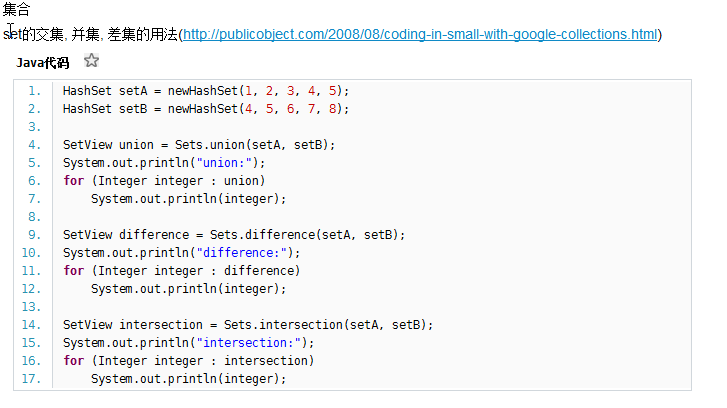 集合
set的交集, 并集, 差集的用法(http://publicobject.com/2008/08/coding-in-small-with-google-collections.html)
Java代码
1. HashSet setA = newHashSet(1, 2, 3, 4, 5);
2. HashSet setB = newHashSet(4, 5, 6, 7, 8);
3.
4. SetView union = Sets.union(setA, setB);
5. System.out.println("union:");
6. for (Integer integer : union)
7.     System.out.println(integer);
8.
9. SetView difference = Sets.difference(setA, setB);
10. System.out.println("difference:");
11. for (Integer integer : difference)
12.     System.out.println(integer);
13.
14. SetView intersection = Sets.intersection(setA, setB);
15. System.out.println("intersection:");
16. for (Integer integer : intersection)
17.     System.out.println(integer);